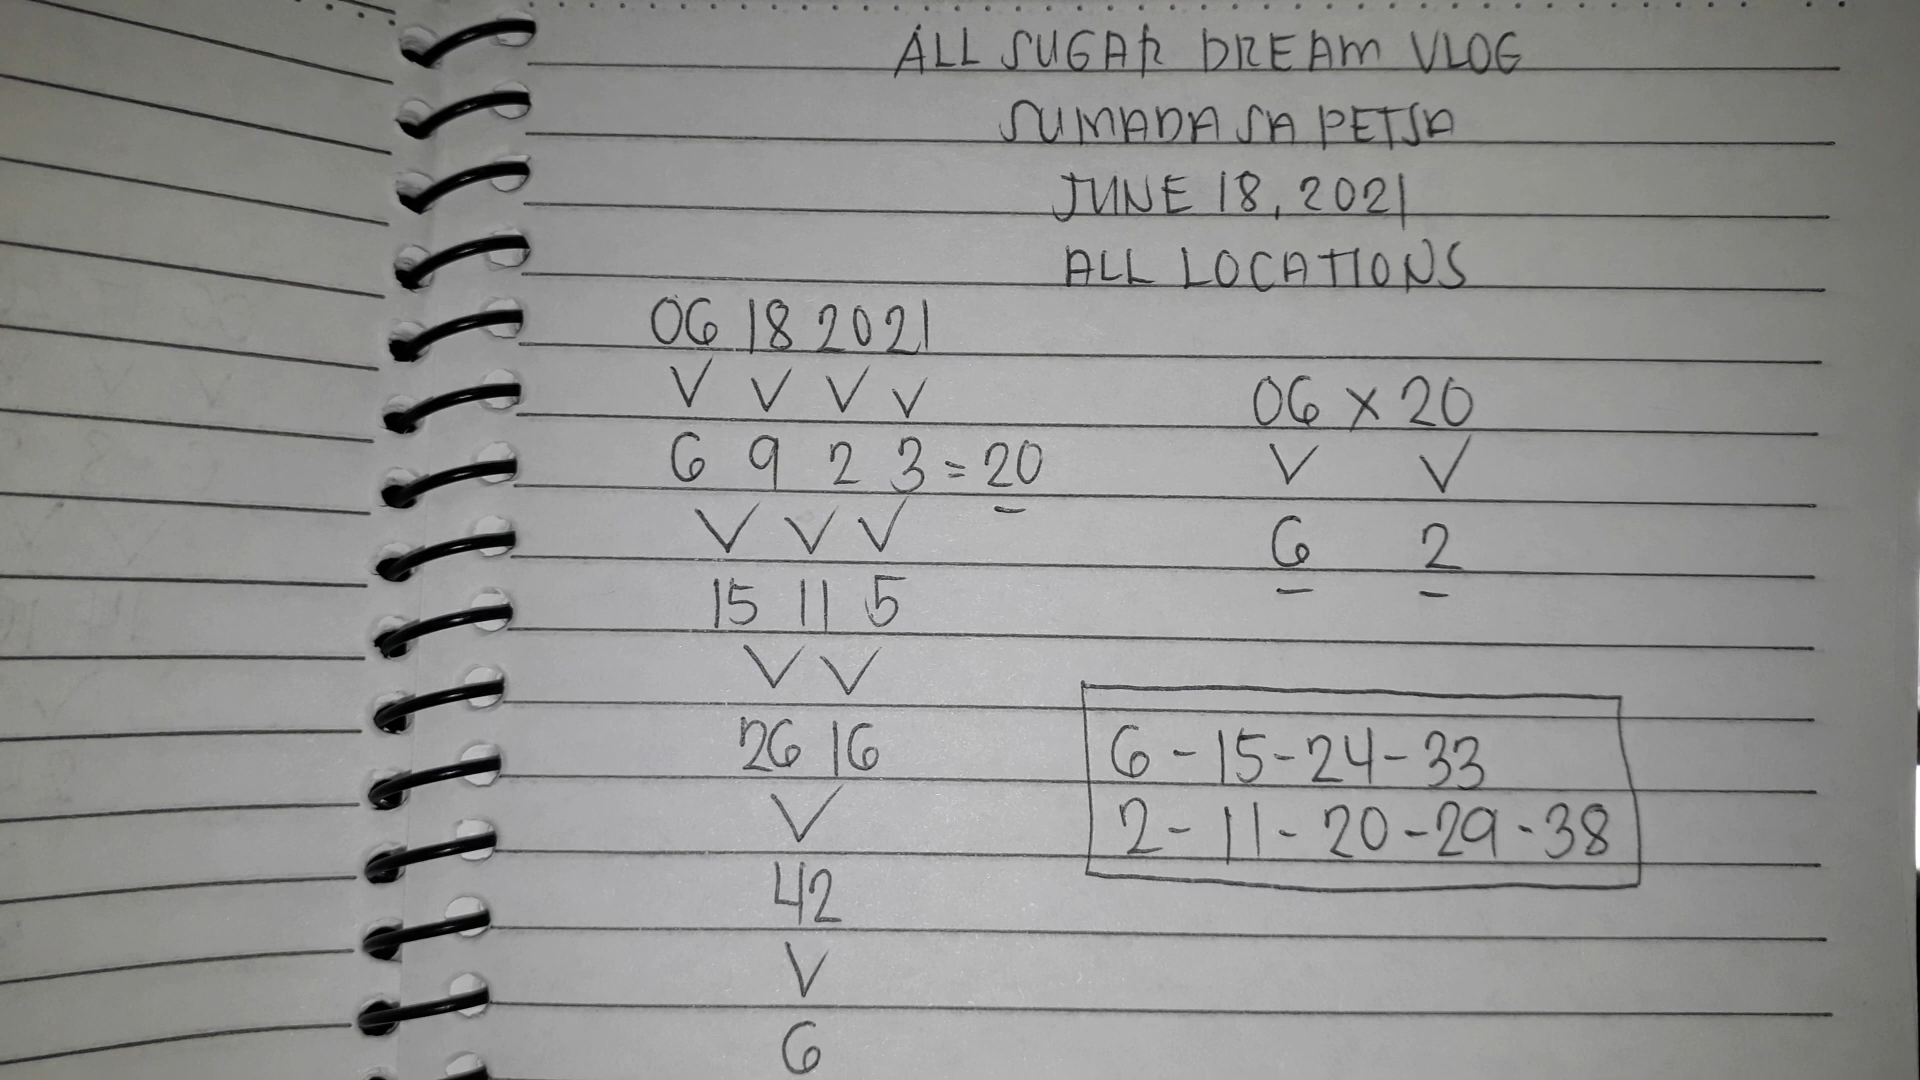 ALL SUGAR DREAM VLOG
SUMADA SA PETSA
JUNE 18, 2021
ALL LOCATIONS
06 18 2021
V V V V
6 9 2 3 = 20
V V V
15 11 5
V V
26 16
V
42
V
6
06 x 20
V V
6 2
6 - 15 - 24 - 33
2 - 11 - 20 - 29 - 38